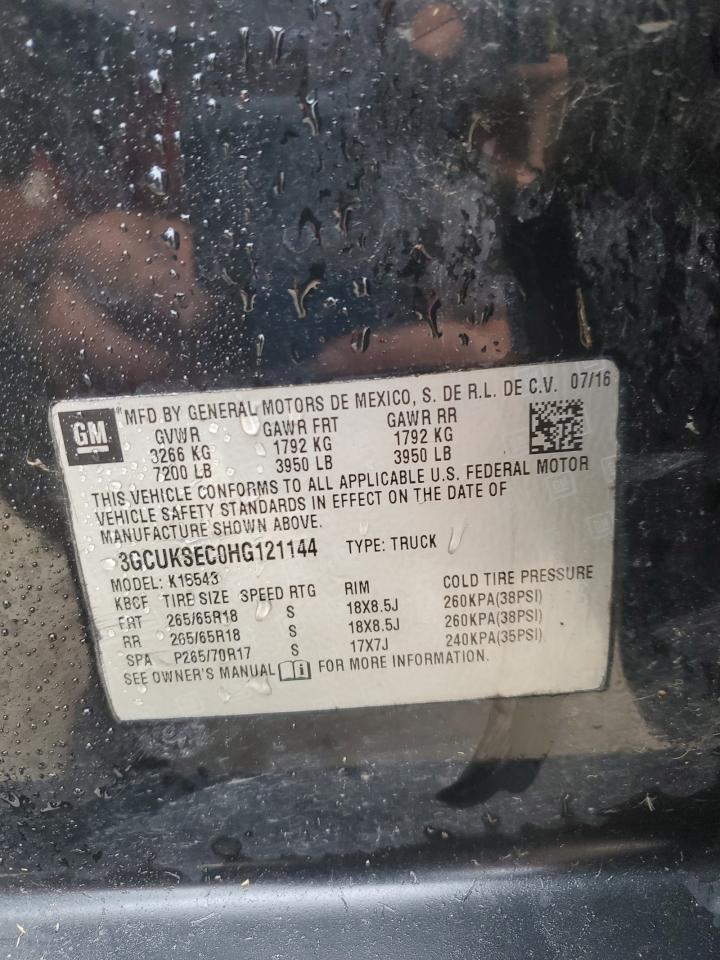 GM
MFD BY GENERAL MOTORS DE MEXICO, S. DE R.L. DE C.V. 07/16
GVWR GAWR FRT GAWR RR
3266 KG 1792 KG 1792 KG
7200 LB 3950 LB 3950 LB
THIS VEHICLE CONFORMS TO ALL APPLICABLE U.S. FEDERAL MOTOR
VEHICLE SAFETY STANDARDS IN EFFECT ON THE DATE OF
MANUFACTURE SHOWN ABOVE.
3GCUKSEC0HG121144 TYPE: TRUCK
MODEL: K15543
KBCF TIRE SIZE SPEED RTG RIM COLD TIRE PRESSURE
FRT 265/65R18 S 18X8.5J 260KPA(38PSI)
RR 265/65R18 S 18X8.5J 260KPA(38PSI)
SPA P265/70R17 S 17X7J 240KPA(35PSI)
SEE OWNER'S MANUAL i FOR MORE INFORMATION.